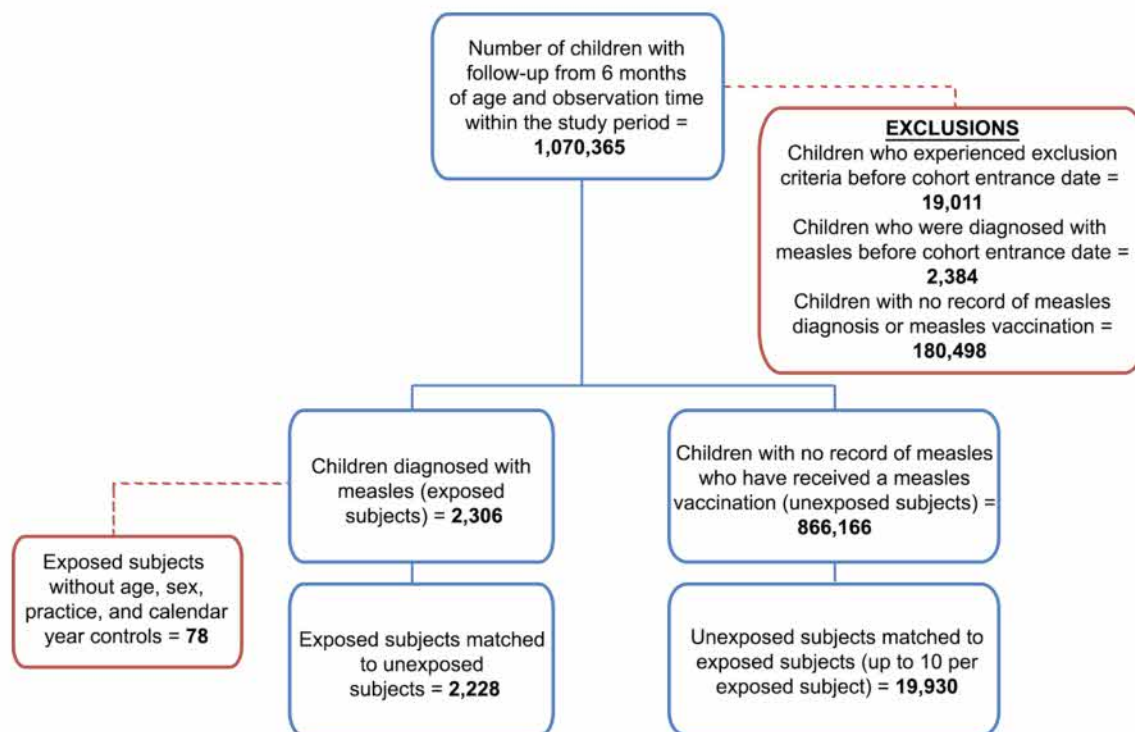 Number of children with
follow-up from 6 months
of age and observation time
within the study period =
1,070,365
EXCLUSIONS
Children who experienced exclusion
criteria before cohort entrance date =
19,011
Children who were diagnosed with
measles before cohort entrance date =
2,384
Children with no record of measles
diagnosis or measles vaccination =
180,498
Children diagnosed with
measles (exposed
subjects) = 2,306
Children with no record of measles
who have received a measles
vaccination (unexposed subjects) =
866,166
Exposed subjects
without age, sex,
practice, and calendar
year controls = 78
Exposed subjects matched
to unexposed
subjects = 2,228
Unexposed subjects matched to
exposed subjects (up to 10 per
exposed subject) = 19,930